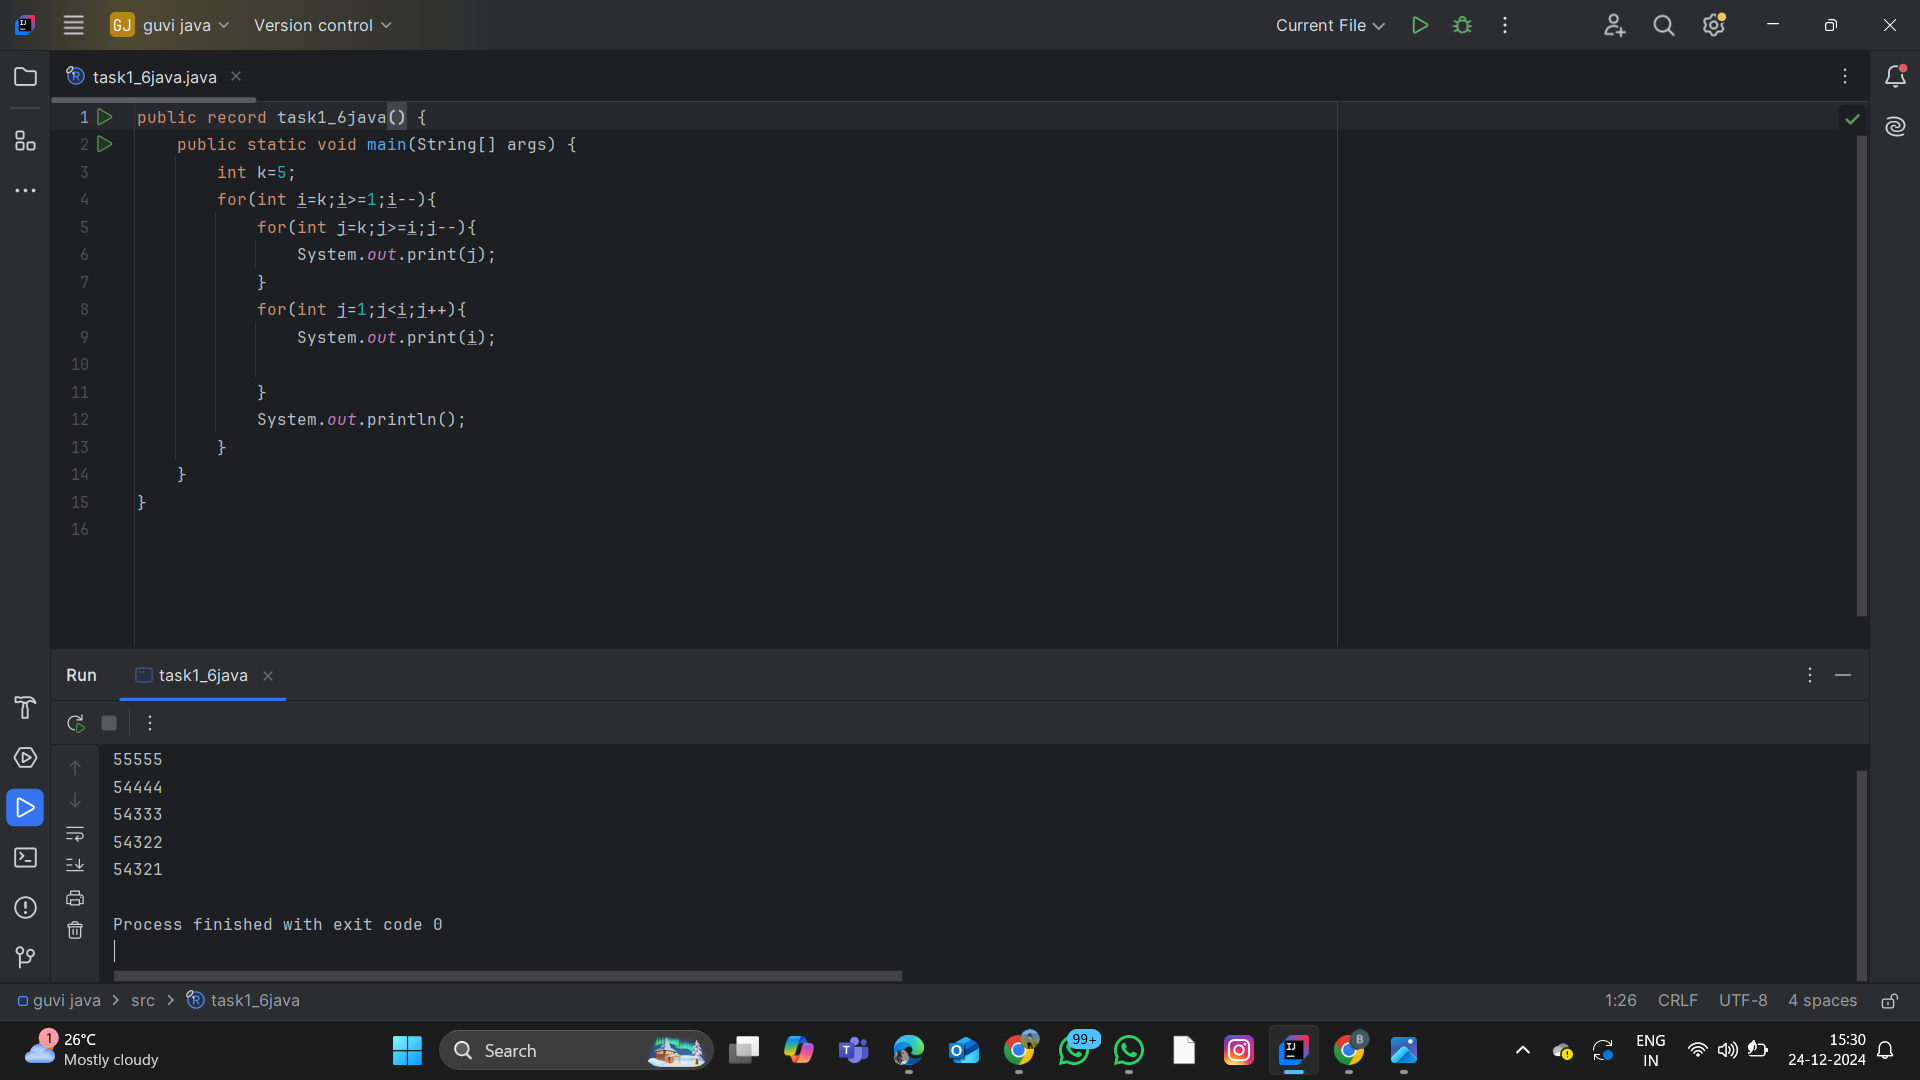 GJ guvi java Version control Current File
task1_6java.java
1 public record task1_6java() {
2 public static void main(String[] args) {
3 int k=5;
4 for(int i=k;i>=1;i--){
5 for(int j=k;j>=i;j--){
6 System.out.print(j);
7 }
8 for(int j=1;j<i;j++){
9 System.out.print(i);
10
11 }
12 System.out.println();
13 }
14 }
15 }
16
Run task1_6java
55555
54444
54333
54322
54321
Process finished with exit code 0
guvi java > src > task1_6java 1:26 CRLF UTF-8 4 spaces
1 26°C
Mostly cloudy
Search
99+
B
ENG
IN
15:30
24-12-2024